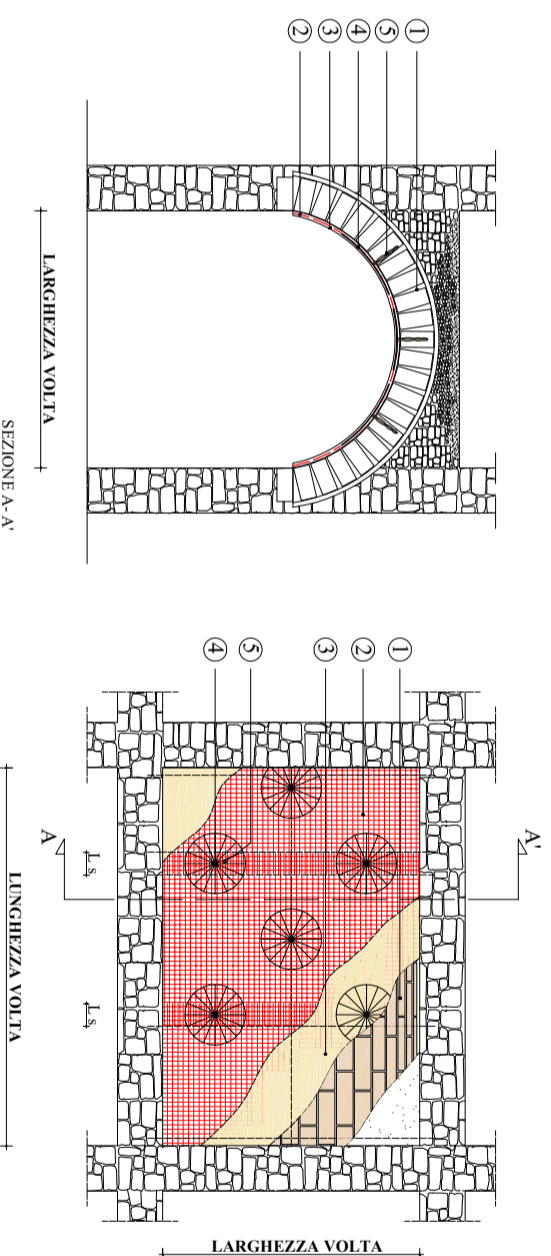 ②
③
④
⑤
①
LARGHEZZA VOLTA
SEZIONE A- A'
④
⑤
③
②
①
A
A'
Ls
Ls
LUNGHEZZA VOLTA
LARGHEZZA VOLTA